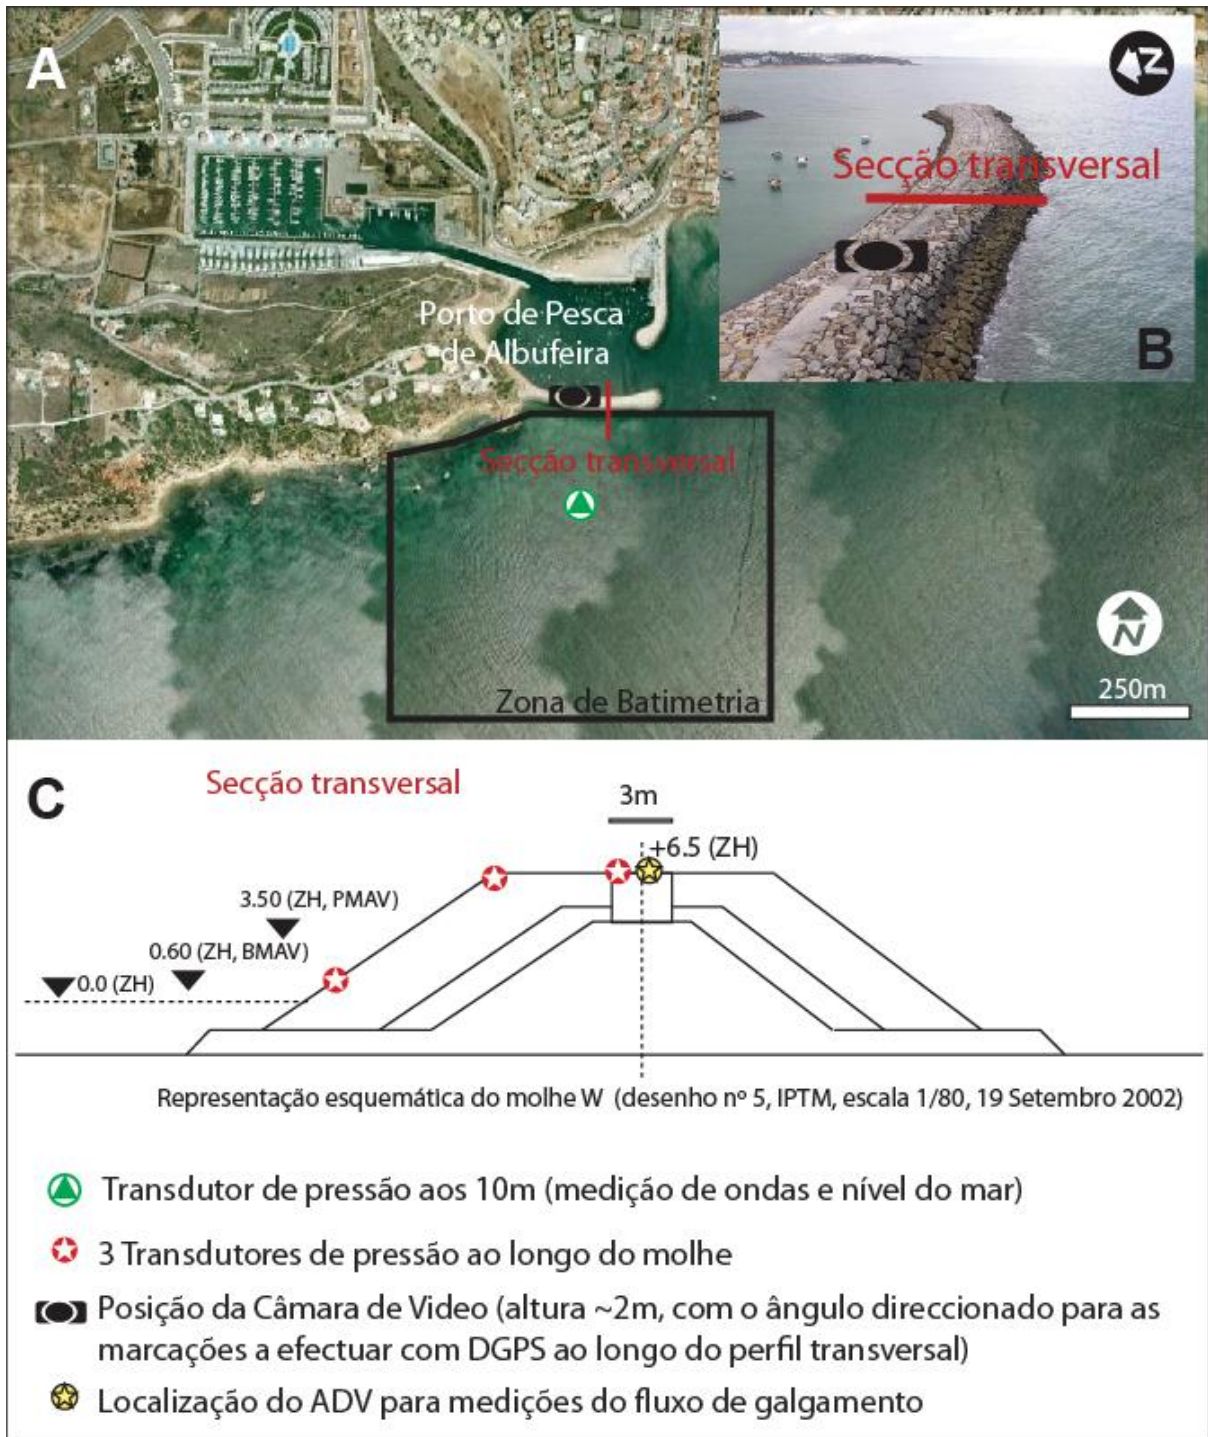 A
Z
Secção transversal
B
Porto de Pesca
de Albufeira
Secção transversal
N
250m
Zona de Batimetria
C
Secção transversal
3m
+6.5 (ZH)
3.50 (ZH, PMAV)
0.60 (ZH, BMAV)
0.0 (ZH)
Representação esquemática do molhe W (desenho nº 5, IPTM, escala 1/80, 19 Setembro 2002)
Transdutor de pressão aos 10m (medição de ondas e nível do mar)
3 Transdutores de pressão ao longo do molhe
Posição da Câmara de Video (altura ~2m, com o ângulo direccionado para as
marcações a efectuar com DGPS ao longo do perfil transversal)
Localização do ADV para medições do fluxo de galgamento